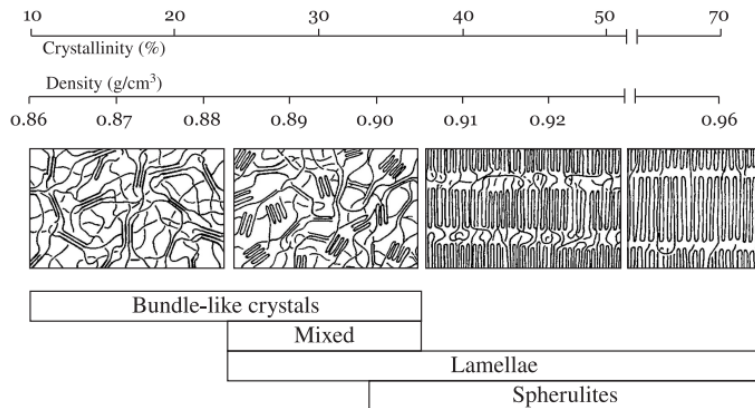 10 20 30 40 50 70
Crystallinity (%)
Density (g/cm³)
0.86 0.87 0.88 0.89 0.90 0.91 0.92 0.96
Bundle-like crystals
Mixed
Lamellae
Spherulites